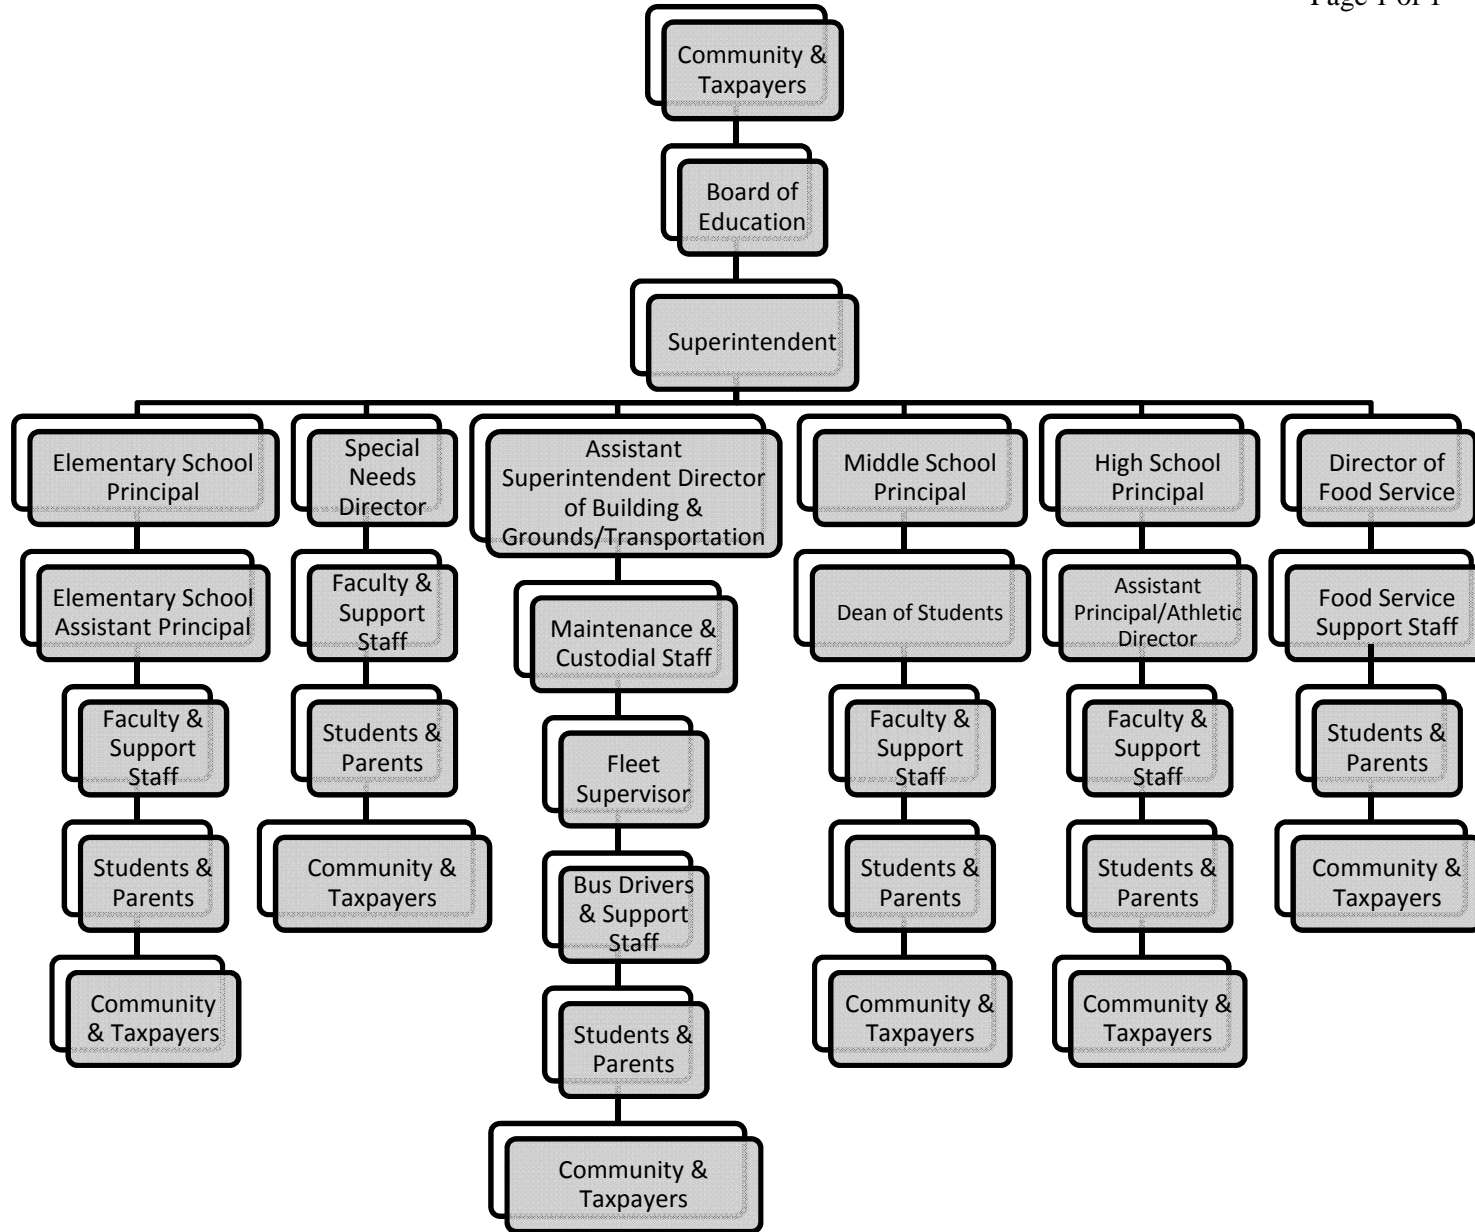 Page 1 of 1
Community &
Taxpayers
Board of
Education
Superintendent
Elementary School
Principal
Special
Needs
Director
Assistant
Superintendent Director
of Building &
Grounds/Transportation
Middle School
Principal
High School
Principal
Director of
Food Service
Elementary School
Assistant Principal
Faculty &
Support
Staff
Maintenance &
Custodial Staff
Dean of Students
Assistant
Principal/Athletic
Director
Food Service
Support Staff
Faculty &
Support
Staff
Students &
Parents
Fleet
Supervisor
Faculty &
Support
Staff
Faculty &
Support
Staff
Students &
Parents
Students &
Parents
Community &
Taxpayers
Bus Drivers
& Support
Staff
Students &
Parents
Students &
Parents
Community &
Taxpayers
Community
& Taxpayers
Students &
Parents
Community &
Taxpayers
Community &
Taxpayers
Community &
Taxpayers